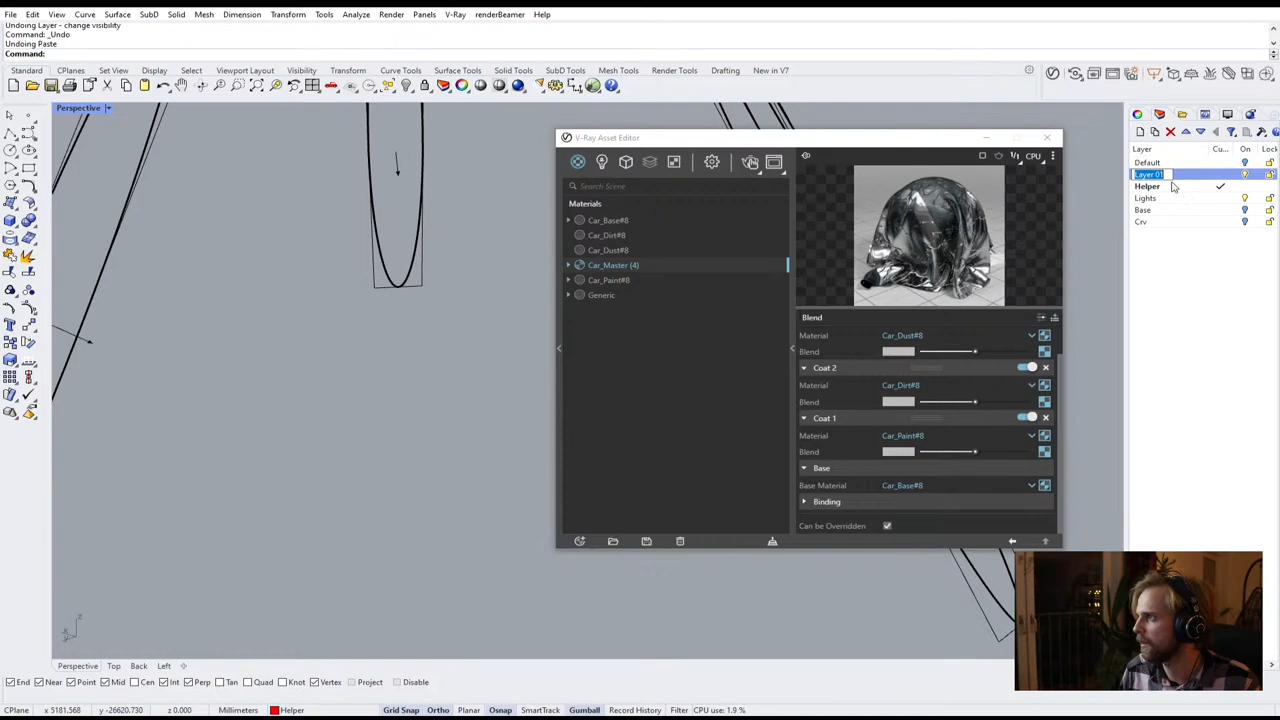 File Edit View Curve Surface SubD Solid Mesh Dimension Transform Tools Analyze Render Panels V-Ray renderBeamer Help
Undoing Layer - change visibility
Command: _Undo
Undoing Paste
Command:
Standard CPlanes Set View Display Select Viewport Layout Visibility Transform Curve Tools Surface Tools Solid Tools SubD Tools Mesh Tools Render Tools Drafting New in V7
Perspective
V-Ray Asset Editor
Search Scene
Materials
Car_Base#8
Car_Dirt#8
Car_Dust#8
Car_Master (4)
Car_Paint#8
Generic
1/1 CPU
Blend
Material Car_Dust#8
Blend
Coat 2
Material Car_Dirt#8
Blend
Coat 1
Material Car_Paint#8
Blend
Base
Base Material Car_Base#8
Binding
Can be Overridden
Layer Cu... On Lock
Default
Layer 01
Helper
Lights
Base
Crv
Perspective Top Back Left
End Near Point Mid Cen Int Perp Tan Quad Knot Vertex Project Disable
CPlane x 5181.568 y -26620.730 z 0.000 Millimeters Helper Grid Snap Ortho Planar Osnap SmartTrack Gumball Record History Filter CPU use: 1.9 %